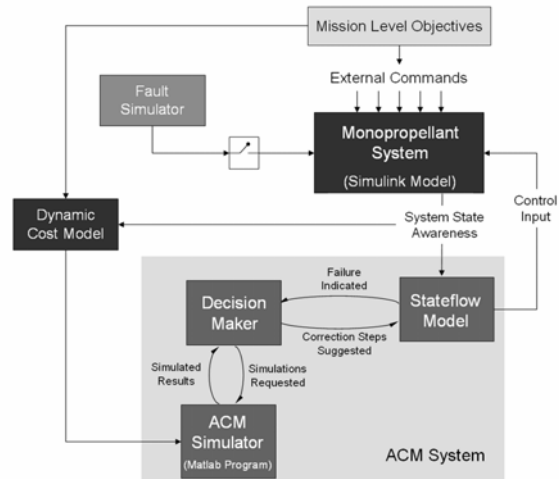 Mission Level Objectives
External Commands
Fault
Simulator
Monopropellant
System
(Simulink Model)
Dynamic
Cost Model
System State
Awareness
Control
Input
Failure
Indicated
Decision
Maker
Stateflow
Model
Correction Steps
Suggested
Simulated
Results
Simulations
Requested
ACM
Simulator
(Matlab Program)
ACM System